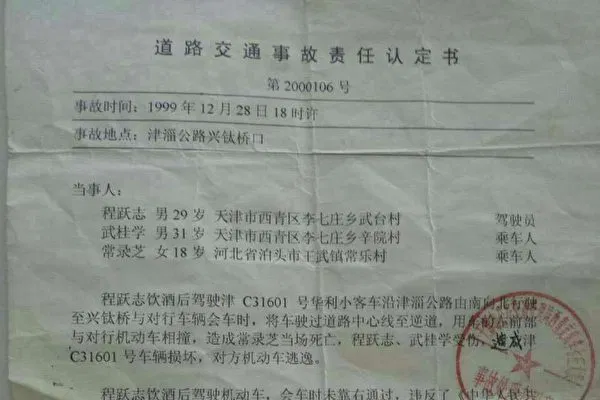 道路交通事故责任认定书
第 2000106 号
事故时间：1999 年 12 月 28 日 18 时许
事故地点：津淄公路兴钛桥口
当事人：
程跃志 男 29 岁 天津市西青区李七庄乡武台村 驾驶员
武桂学 男 31 岁 天津市西青区李七庄乡辛院村 乘车人
常录芝 女 18 岁 河北省泊头市王武镇常乐村 乘车人
程跃志饮酒后驾驶津 C31601 号华利小客车沿津淄公路由南向北行驶
至兴钛桥与对行车辆会车时，将车驶过道路中心线至逆道，用车的左前部
与对行机动车相撞，造成常录芝当场死亡，程跃志、武桂学受伤，造成津
C31601 号车辆损坏，对方机动车逃逸。
程跃志饮酒后驾驶机动车，会车时未靠右通过，违反了《中华人民共